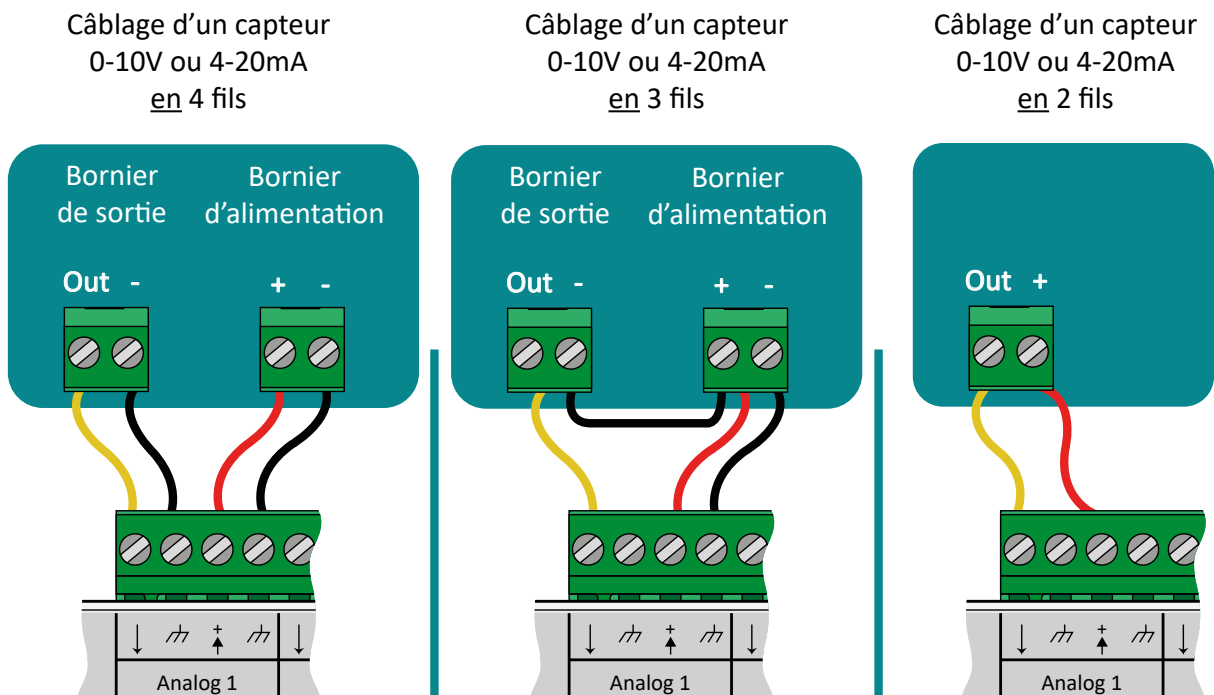 Câblage d'un capteur
0-10V ou 4-20mA
en 4 fils
Bornier
de sortie
Bornier
d'alimentation
Out -
+ -
+
Analog 1
Câblage d'un capteur
0-10V ou 4-20mA
en 3 fils
Bornier
de sortie
Bornier
d'alimentation
Out -
+ -
+
Analog 1
Câblage d'un capteur
0-10V ou 4-20mA
en 2 fils
Out +
+
Analog 1